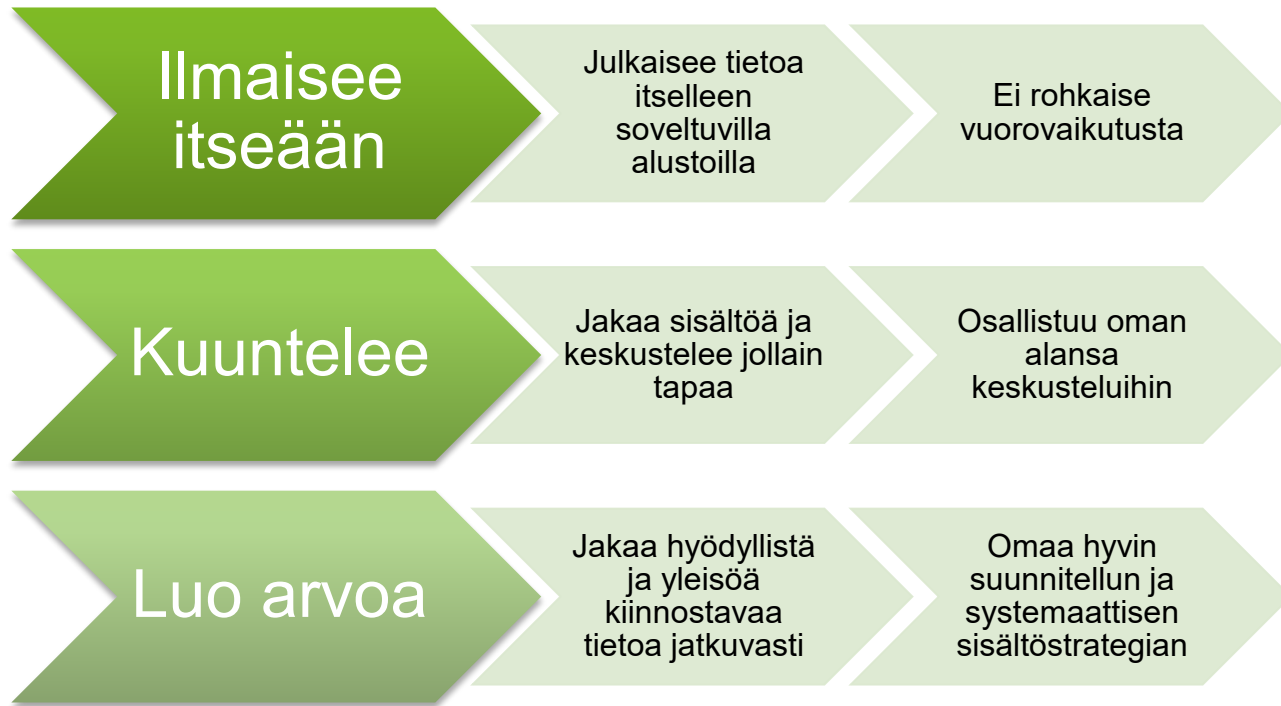 Ilmaisee
itseään
Julkaisee tietoa
itselleen
soveltuvilla
alustoilla
Ei rohkaise
vuorovaikutusta
Kuuntelee
Jakaa sisältöä ja
keskustelee jollain
tapaa
Osallistuu oman
alansa
keskusteluihin
Luo arvoa
Jakaa hyödyllistä
ja yleisöä
kiinnostavaa
tietoa jatkuvasti
Omaa hyvin
suunnitellun ja
systemaattisen
sisältöstrategian